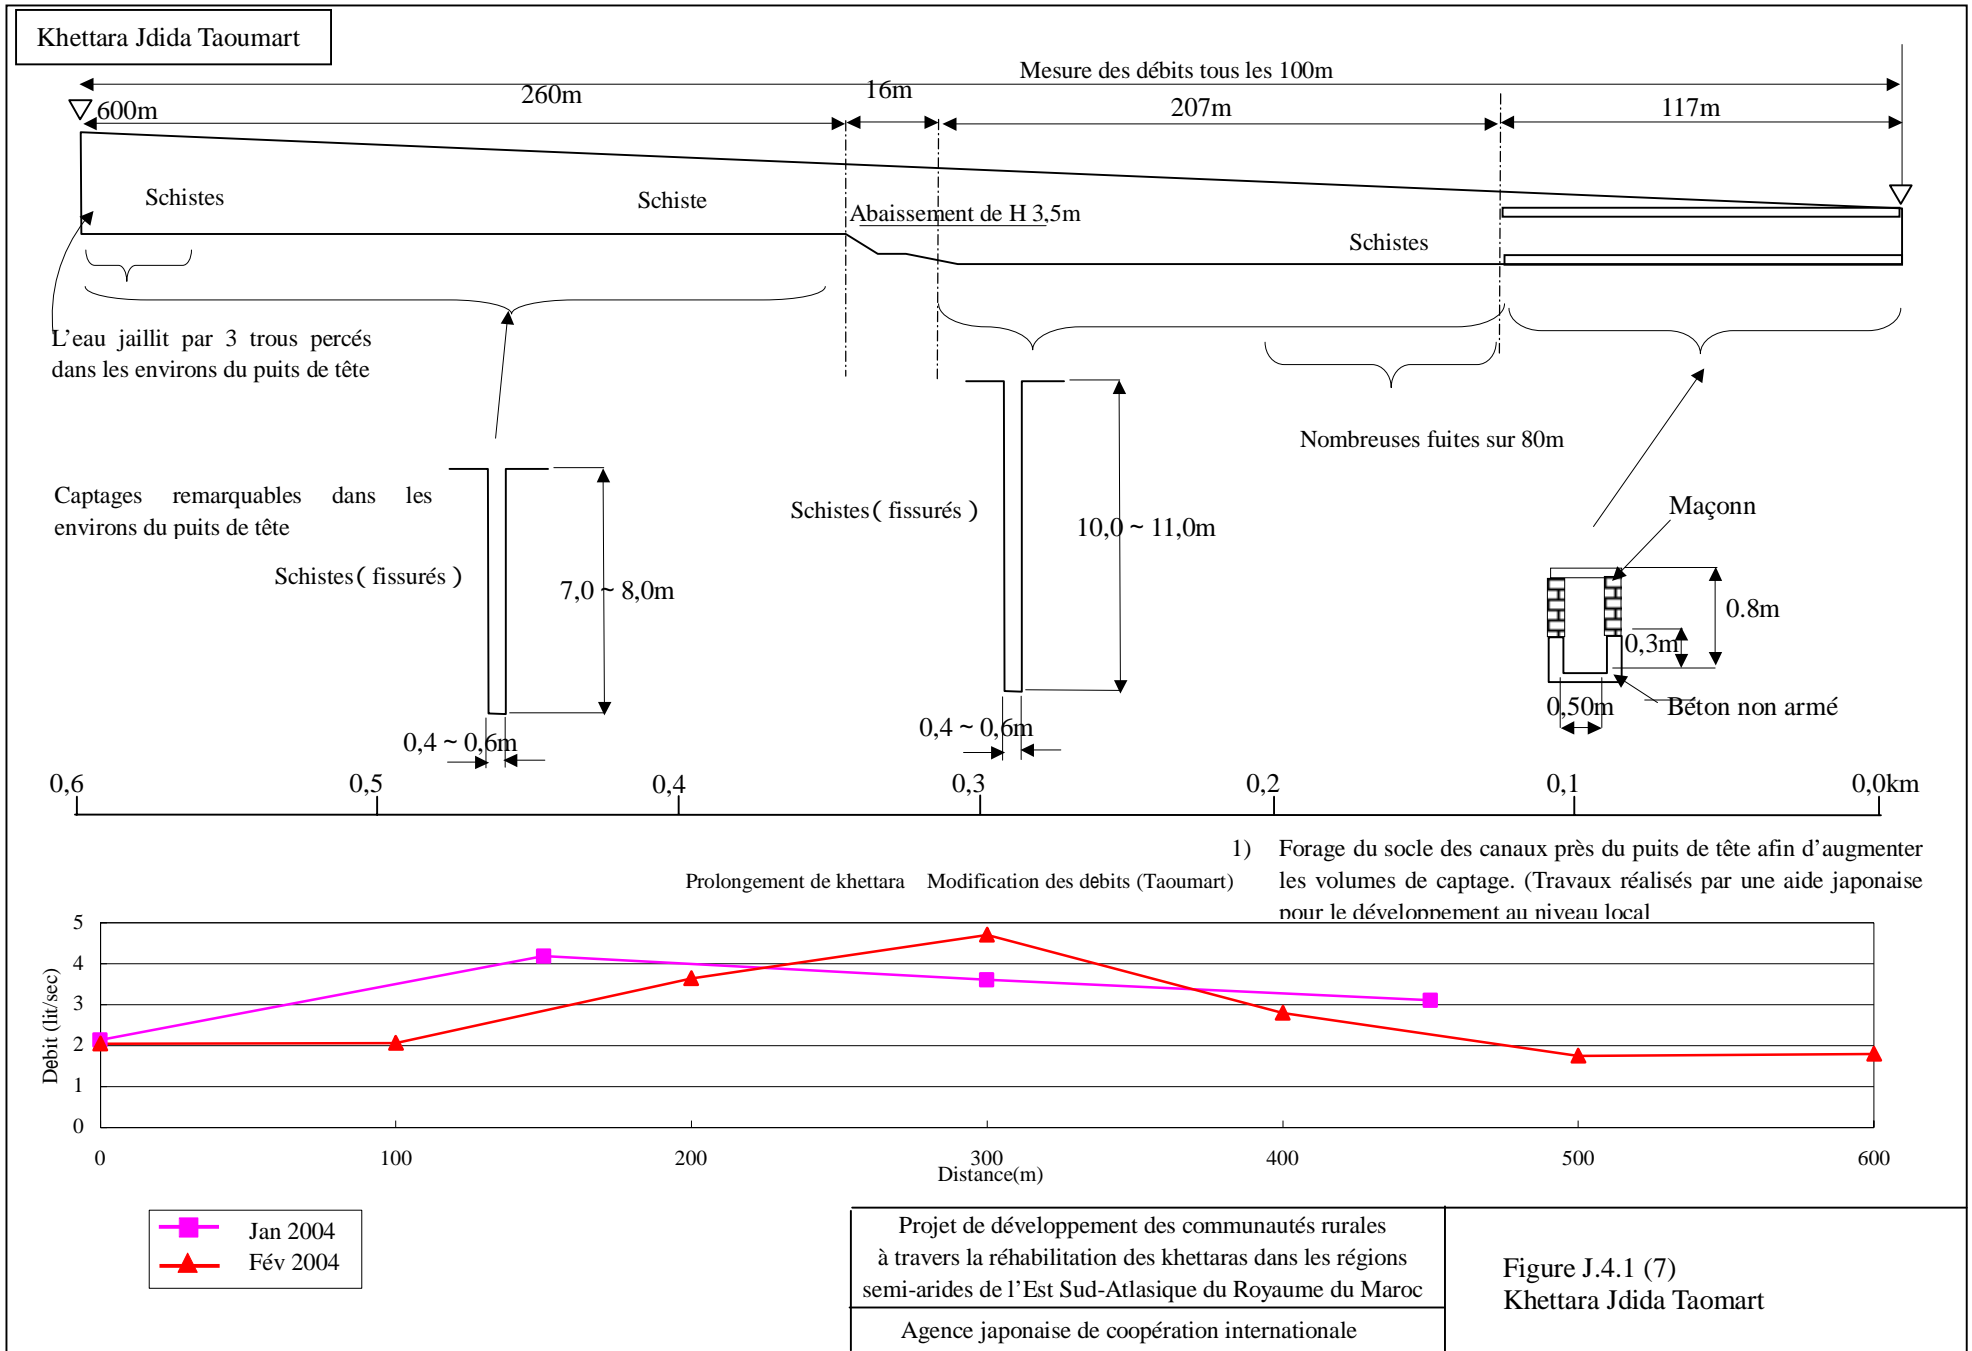 Khettara Jdida Taoumart
Mesure des débits tous les 100m
600m
260m
16m
207m
117m
Schistes
Schiste
Abaissement de H 3,5m
Schistes
L'eau jaillit par 3 trous percés
dans les environs du puits de tête
Nombreuses fuites sur 80m
Captages remarquables dans les
environs du puits de tête
Schistes( fissurés )
7,0 ~ 8,0m
0,4 ~ 0,6m
Schistes( fissurés )
10,0 ~ 11,0m
0,4 ~ 0,6m
Maçonn
0.8m
0,3m
0,50m
Béton non armé
0,6 0,5 0,4 0,3 0,2 0,1 0,0km
1) Forage du socle des canaux près du puits de tête afin d'augmenter
les volumes de captage. (Travaux réalisés par une aide japonaise
pour le développement au niveau local
Prolongement de khettara Modification des debits (Taoumart)
Debit (lit/sec)
5
4
3
2
1
0
0 100 200 300 400 500 600
Distance(m)
Jan 2004
Fév 2004
Projet de développement des communautés rurales
à travers la réhabilitation des khettaras dans les régions
semi-arides de l'Est Sud-Atlasique du Royaume du Maroc
Agence japonaise de coopération internationale
Figure J.4.1 (7)
Khettara Jdida Taomart